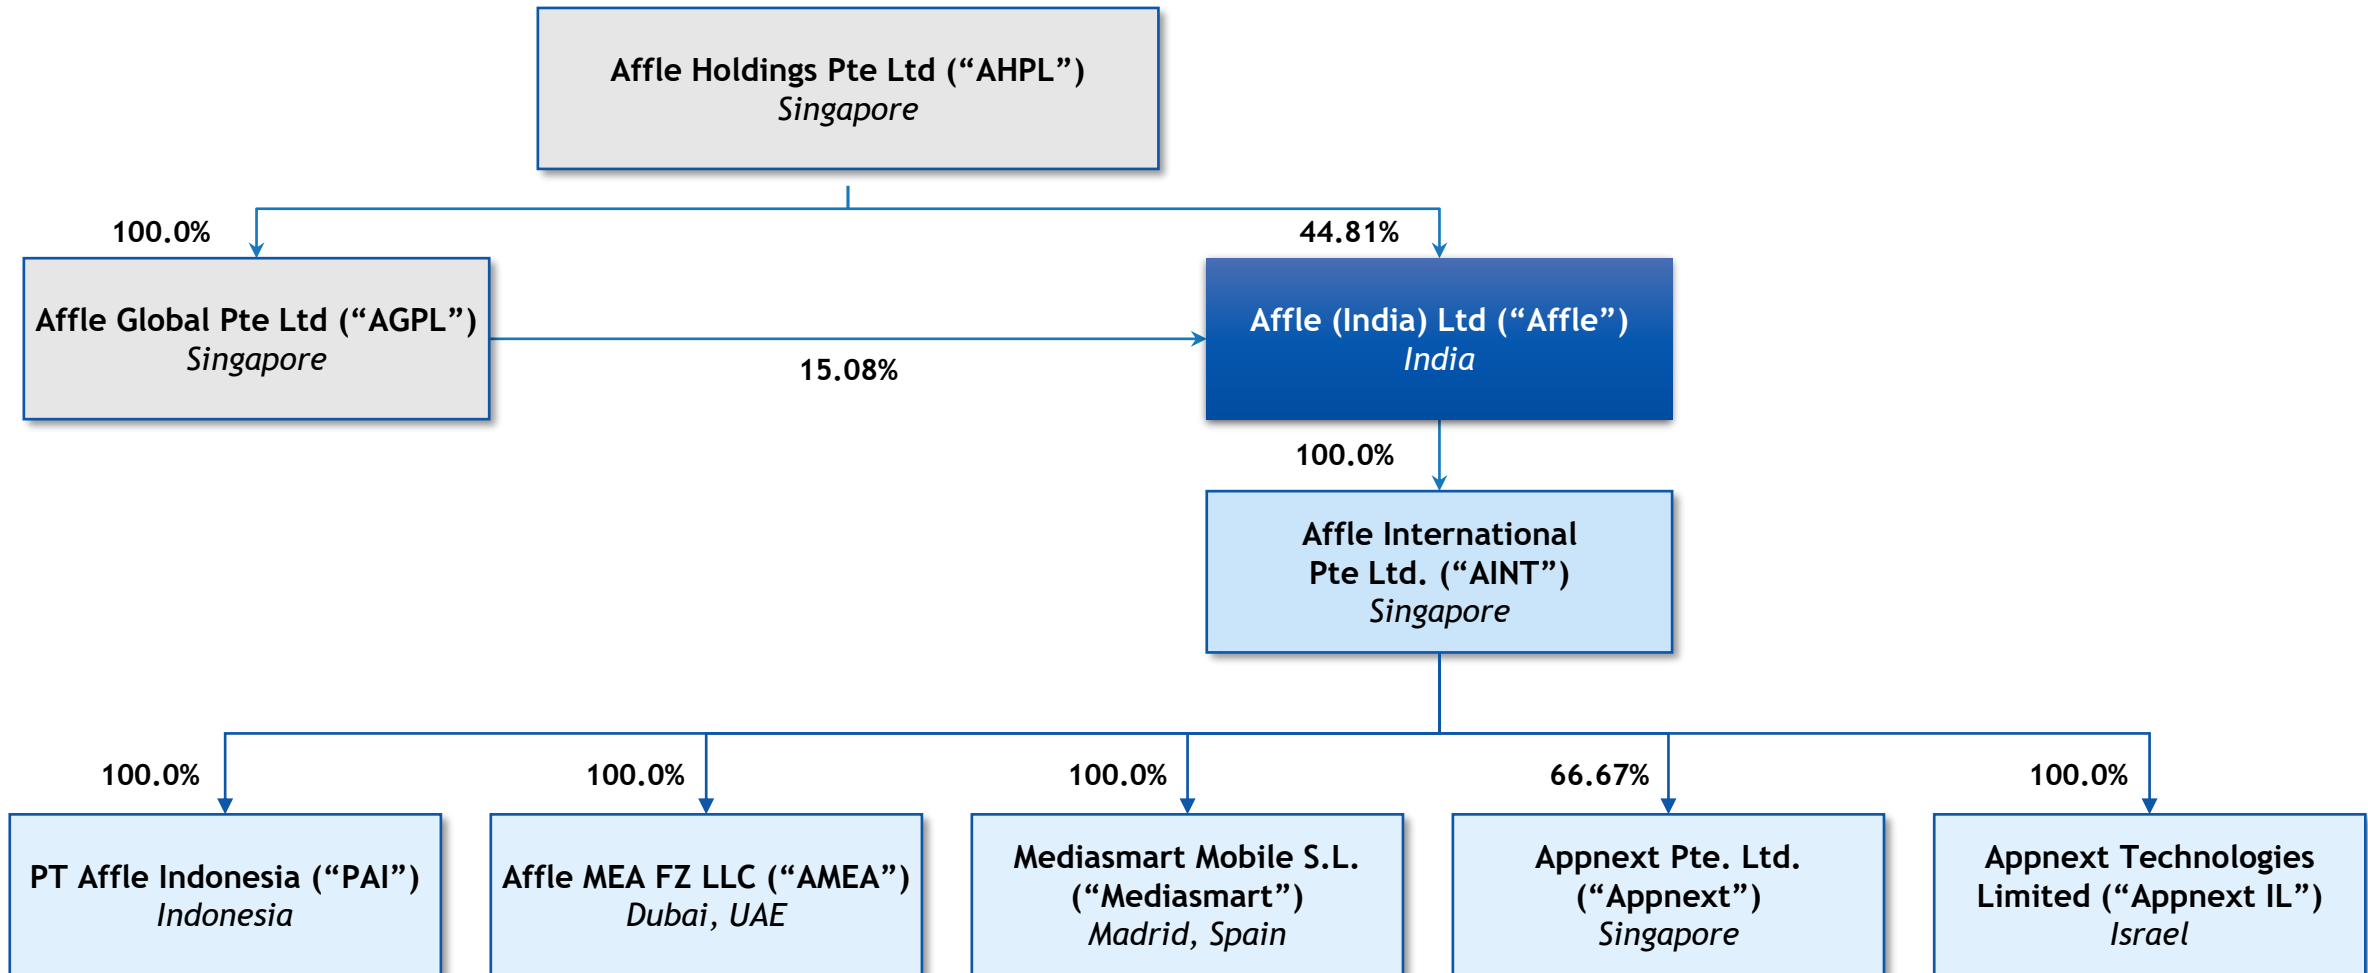 Affle Holdings Pte Ltd (“AHPL”)
Singapore
100.0%
44.81%
Affle Global Pte Ltd (“AGPL”)
Singapore
15.08%
Affle (India) Ltd (“Affle”)
India
100.0%
Affle International
Pte Ltd. (“AINT”)
Singapore
100.0%
100.0%
100.0%
66.67%
100.0%
PT Affle Indonesia (“PAI”)
Indonesia
Affle MEA FZ LLC (“AMEA”)
Dubai, UAE
Mediasmart Mobile S.L.
(“Mediasmart”)
Madrid, Spain
Appnext Pte. Ltd.
(“Appnext”)
Singapore
Appnext Technologies
Limited (“Appnext IL”)
Israel